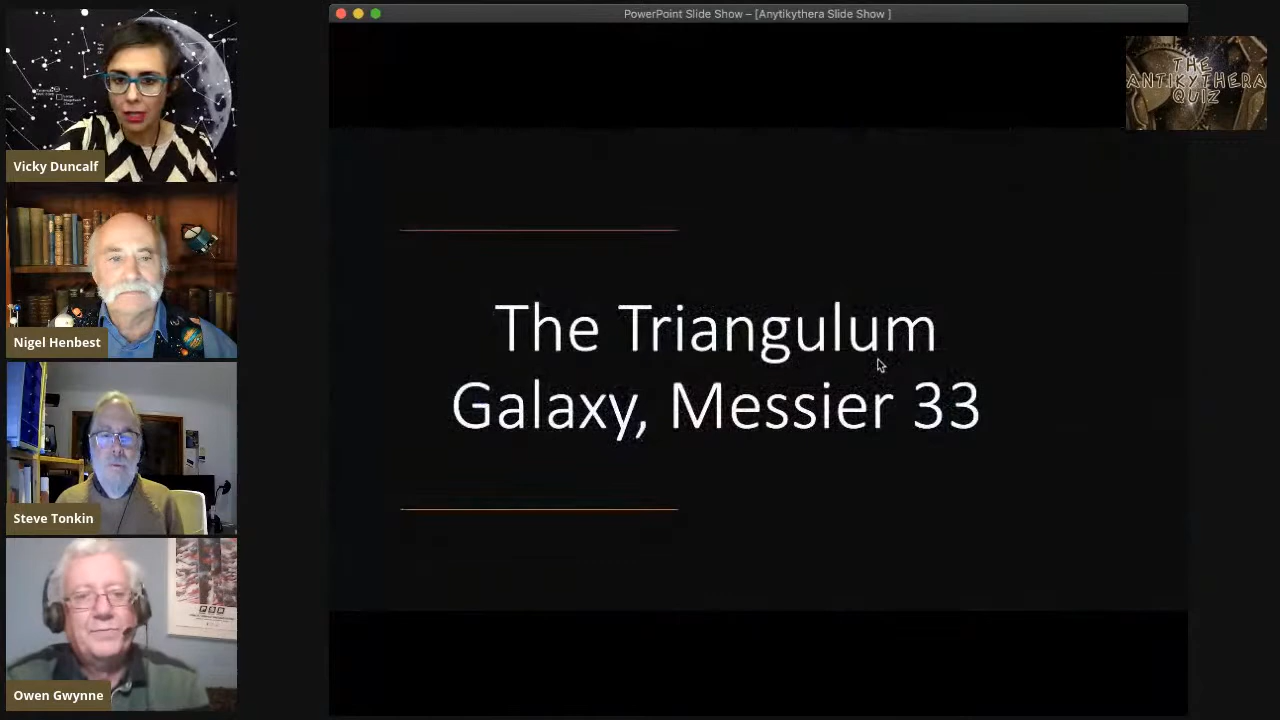 PowerPoint Slide Show – [Anytikythera Slide Show ]
THE
ANTIKYTHERA
QUIZ
Vicky Duncalf
Nigel Henbest
Steve Tonkin
Owen Gwynne
The Triangulum
Galaxy, Messier 33